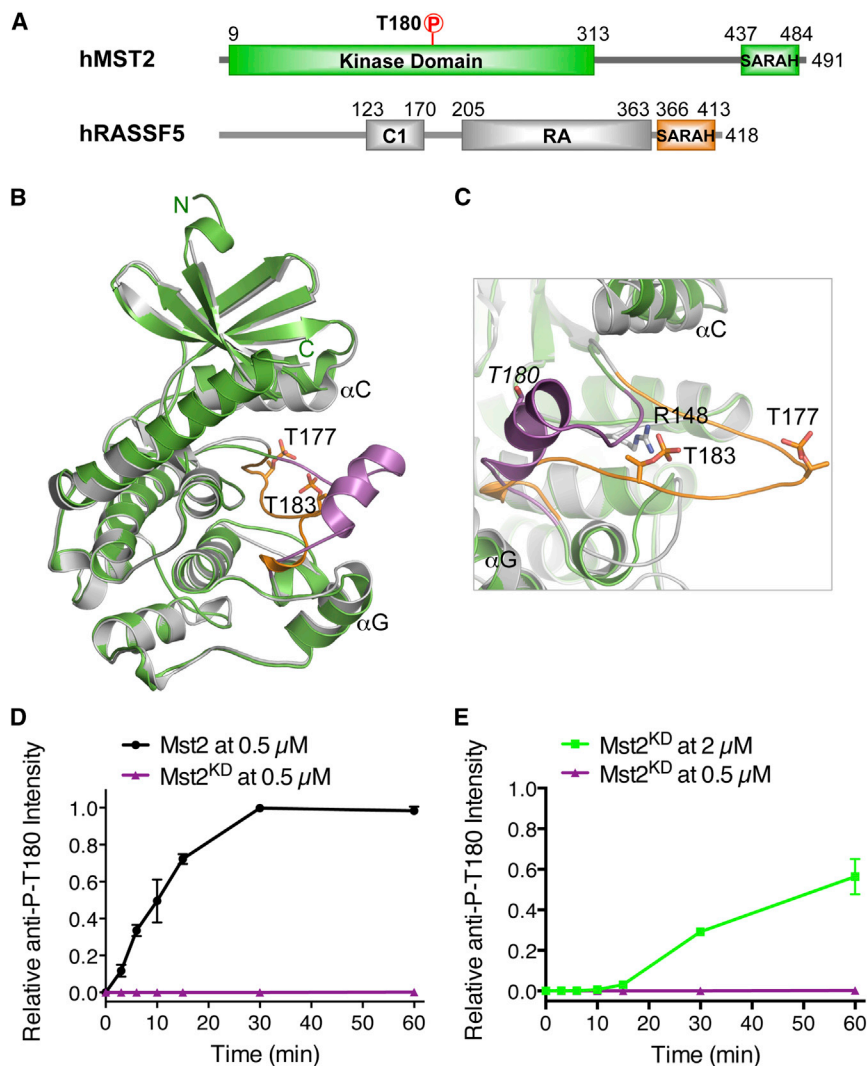 A
T180 P
9 313 437 484
hMST2 Kinase Domain SARAH 491
123 170 205 363 366 413
hRASSF5 C1 RA SARAH 418
B
C
N
C
αC
T177
T183
αG
αC
T180
R148
T177
T183
αG
D
Mst2 at 0.5 µM
Mst2KD at 0.5 µM
Relative anti-P-T180 Intensity
1.0
0.8
0.6
0.4
0.2
0.0
0 10 20 30 40 50 60
Time (min)
E
Mst2KD at 2 µM
Mst2KD at 0.5 µM
Relative anti-P-T180 Intensity
1.0
0.8
0.6
0.4
0.2
0.0
0 10 20 30 40 50 60
Time (min)